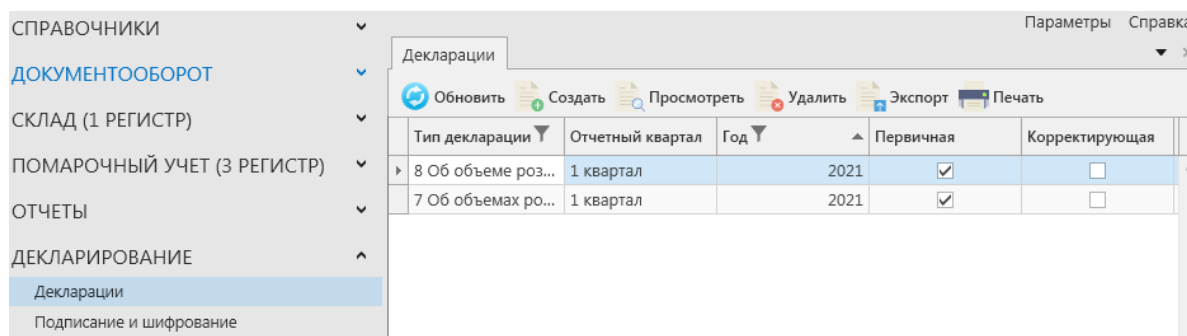 Параметры Справка
СПРАВОЧНИКИ
ДОКУМЕНТООБОРОТ
СКЛАД (1 РЕГИСТР)
ПОМАРОЧНЫЙ УЧЕТ (3 РЕГИСТР)
ОТЧЕТЫ
ДЕКЛАРИРОВАНИЕ
Декларации
Подписание и шифрование
Декларации
Обновить Создать Просмотреть Удалить Экспорт Печать
Тип декларации Отчетный квартал Год Первичная Корректирующая
8 Об объеме роз... 1 квартал 2021
7 Об объемах ро... 1 квартал 2021